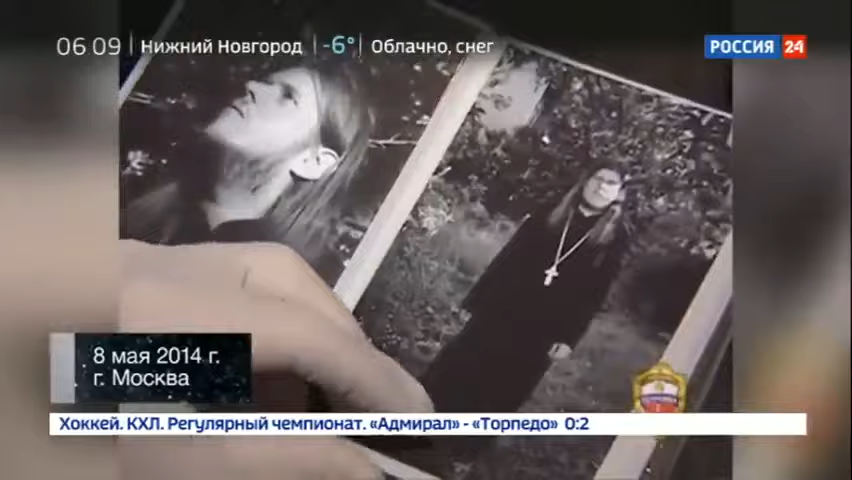 06:09 Нижний Новгород -6° Облачно, снег
РОССИЯ 24
8 мая 2014 г.
г. Москва
Хоккей. КХЛ. Регулярный чемпионат. «Адмирал» - «Торпедо» 0:2